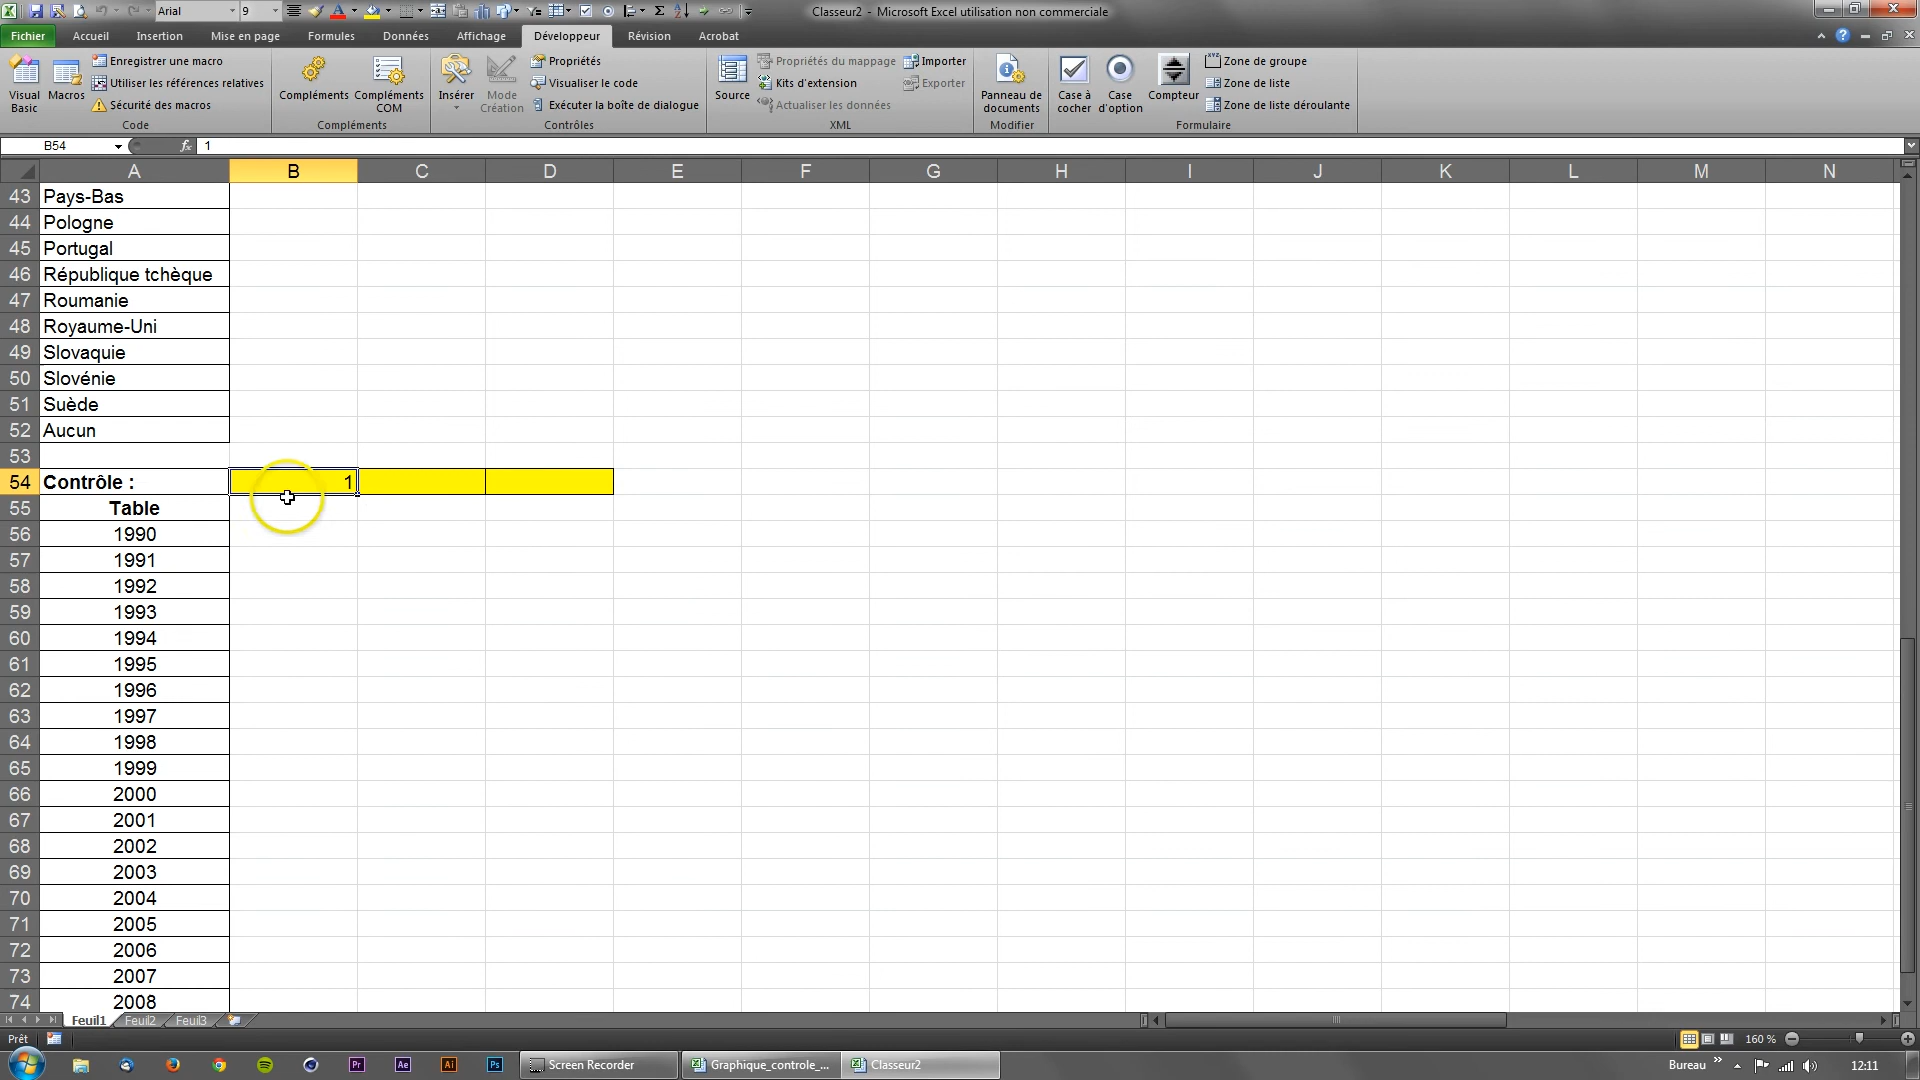 Arial 9 Classeur2 - Microsoft Excel utilisation non commerciale
Fichier Accueil Insertion Mise en page Formules Données Affichage Développeur Révision Acrobat
Visual Basic
Macros
Enregistrer une macro
Utiliser les références relatives
Sécurité des macros
Code
Compléments
Compléments COM
Compléments
Insérer
Mode Création
Propriétés
Visualiser le code
Exécuter la boîte de dialogue
Contrôles
Source
Propriétés du mappage
Kits d'extension
Actualiser les données
Importer
Exporter
XML
Panneau de documents
Modifier
Case à cocher
Case d'option
Compteur
Zone de groupe
Zone de liste
Zone de liste déroulante
Formulaire
B54 fx 1
A B C D E F G H I J K L M N
43 Pays-Bas
44 Pologne
45 Portugal
46 République tchèque
47 Roumanie
48 Royaume-Uni
49 Slovaquie
50 Slovénie
51 Suède
52 Aucun
53
54 Contrôle : 1
55 Table
56 1990
57 1991
58 1992
59 1993
60 1994
61 1995
62 1996
63 1997
64 1998
65 1999
66 2000
67 2001
68 2002
69 2003
70 2004
71 2005
72 2006
73 2007
74 2008
Feuil1 Feuil2 Feuil3
Prêt 160 %
Pr Ae Ai Ps Screen Recorder Graphique_controle_... Classeur2 Bureau 12:11